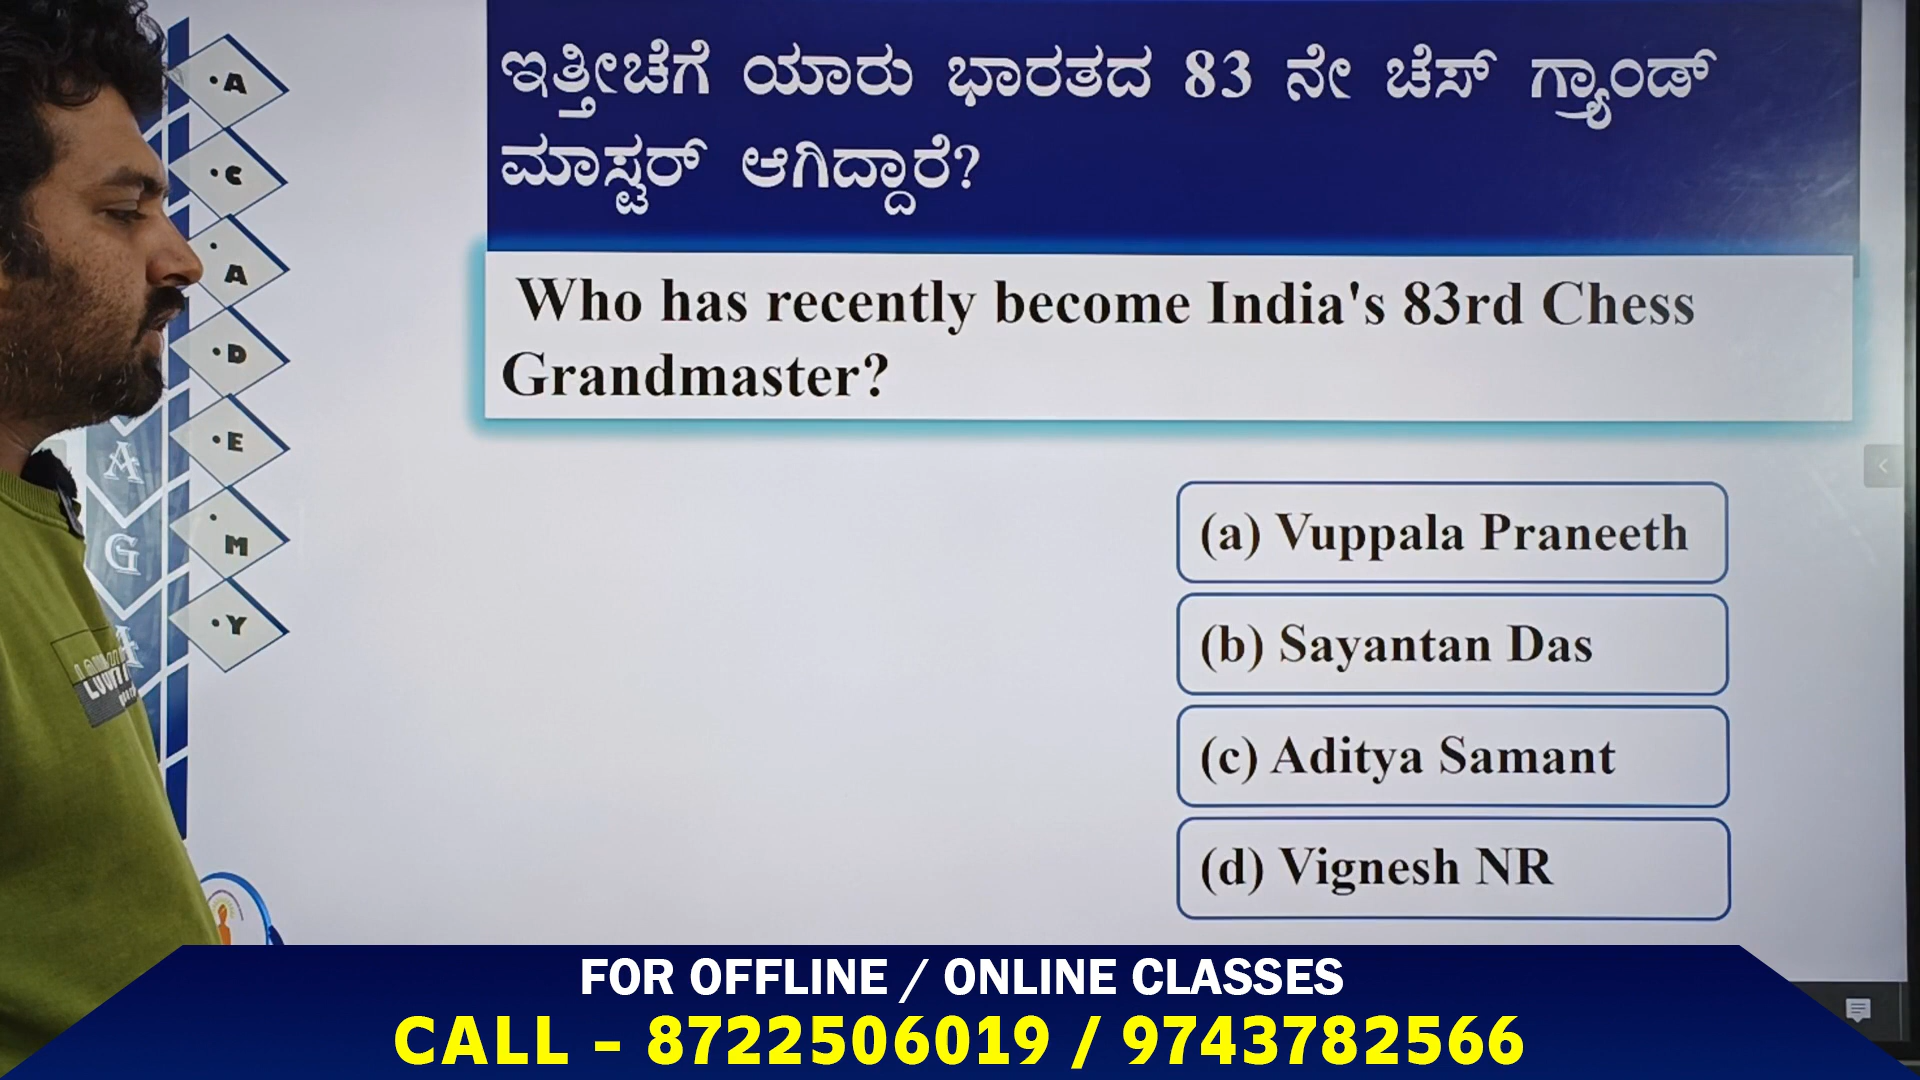 ಇತ್ತೀಚೆಗೆ ಯಾರು ಭಾರತದ 83 ನೇ ಚೆಸ್ ಗ್ರ್ಯಾಂಡ್
ಮಾಸ್ಟರ್ ಆಗಿದ್ದಾರೆ?
Who has recently become India's 83rd Chess
Grandmaster?
(a) Vuppala Praneeth
(b) Sayantan Das
(c) Aditya Samant
(d) Vignesh NR
•A
•C
•A
•D
•E
•M
•Y
A
G
FOR OFFLINE / ONLINE CLASSES
CALL - 8722506019 / 9743782566